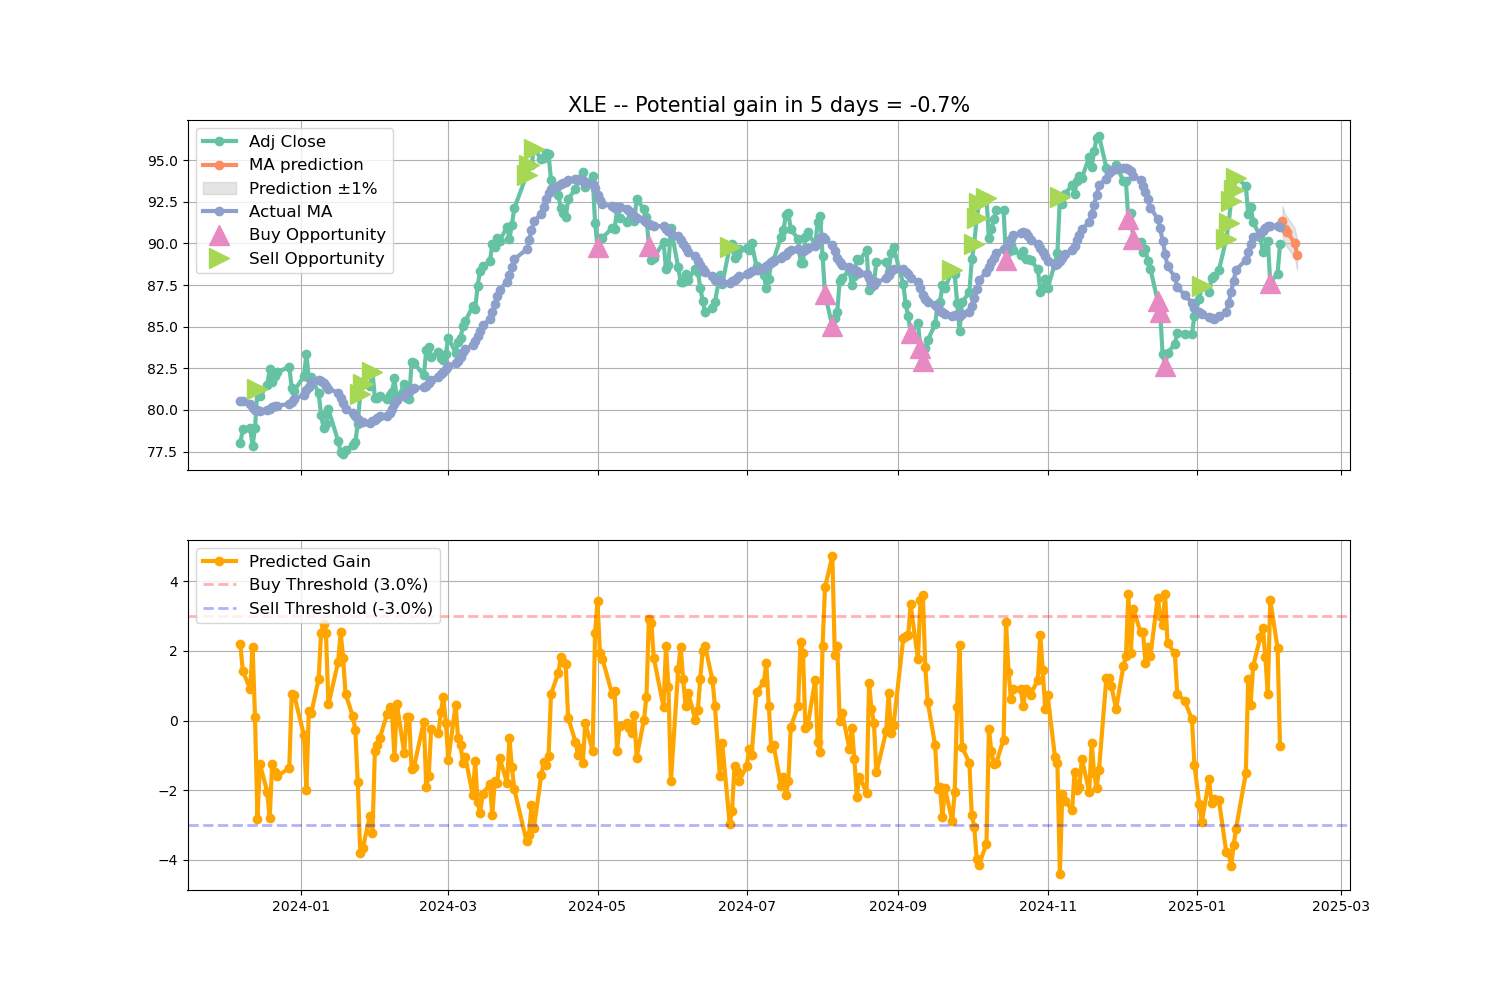 XLE -- Potential gain in 5 days = -0.7%
Adj Close
MA prediction
Prediction ±1%
Actual MA
Buy Opportunity
Sell Opportunity
95.0
92.5
90.0
87.5
85.0
82.5
80.0
77.5
Predicted Gain
Buy Threshold (3.0%)
Sell Threshold (-3.0%)
4
2
0
−2
−4
2024-01
2024-03
2024-05
2024-07
2024-09
2024-11
2025-01
2025-03